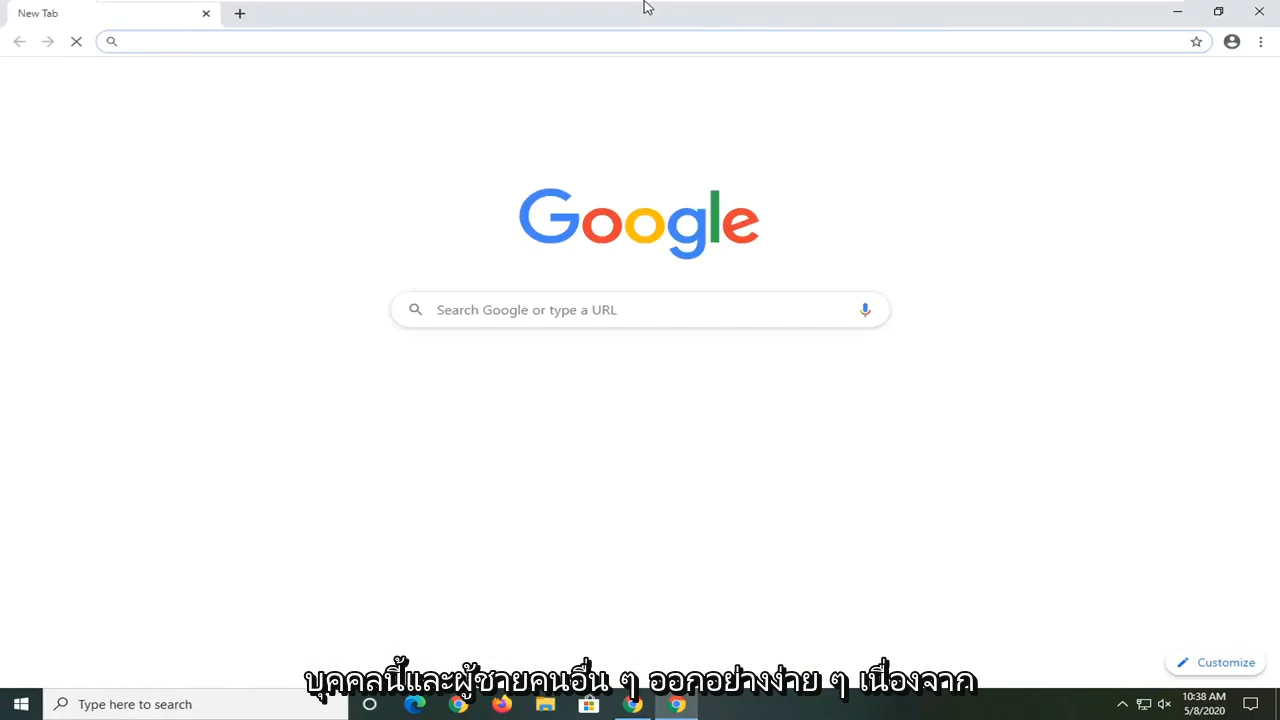 New Tab
Google
Search Google or type a URL
Customize
บุคคลนี้และผู้ชายคนอื่น ๆ ออกอย่างง่าย ๆ เนื่องจาก
Type here to search
10:38 AM
5/8/2020